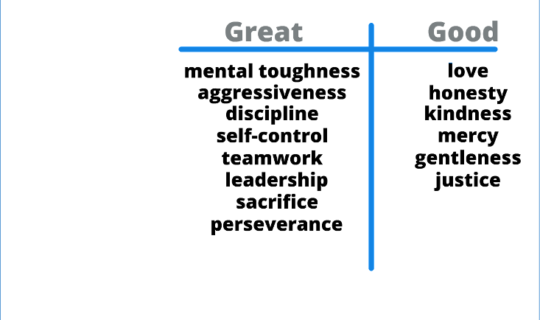 Great
mental toughness
aggressiveness
discipline
self-control
teamwork
leadership
sacrifice
perseverance
Good
love
honesty
kindness
mercy
gentleness
justice